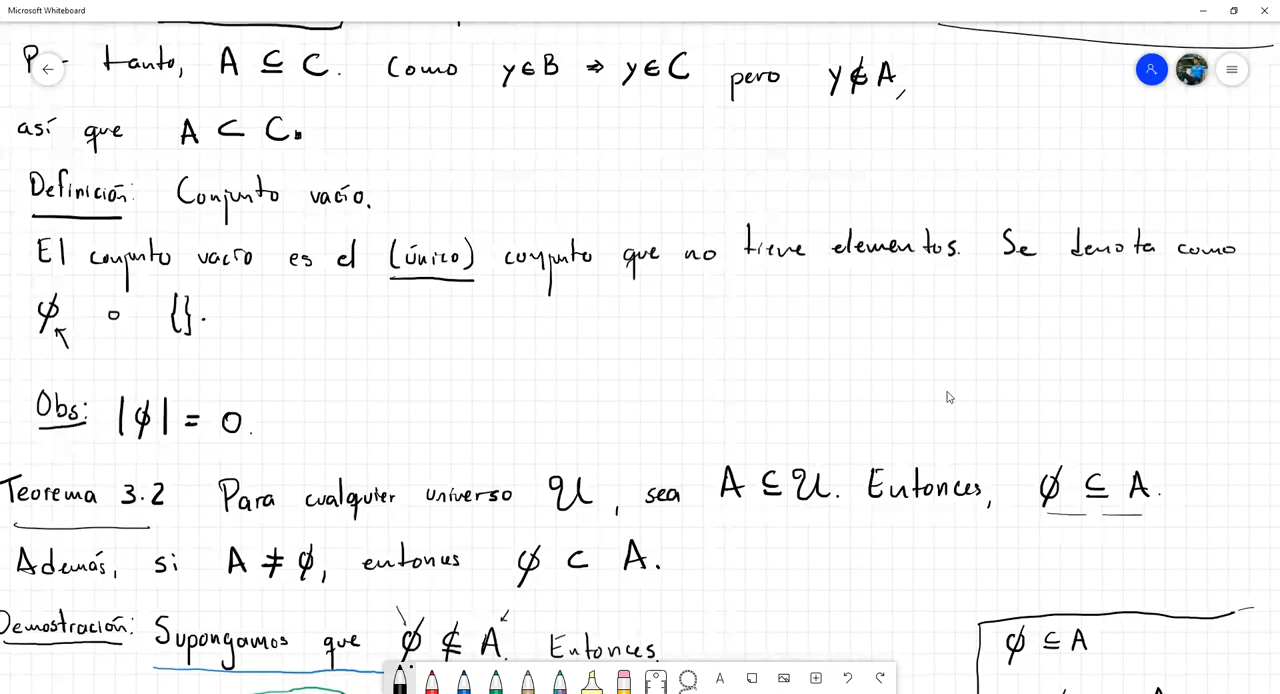 Microsoft Whiteboard
tanto, A ⊆ C. Como y∈B ⇒ y∈C pero y∉A,
así que A ⊂ C.
Definición: Conjunto vacío.
El conjunto vacío es el (único) conjunto que no tiene elementos. Se denota como
∅ o {}.
Obs: |∅| = 0.
Teorema 3.2 Para cualquier universo U, sea A ⊆ U. Entonces, ∅ ⊆ A.
Además, si A ≠ ∅, entonces ∅ ⊂ A.
Demostración: Supongamos que ∅ ⊈ A. Entonces
∅ ⊆ A